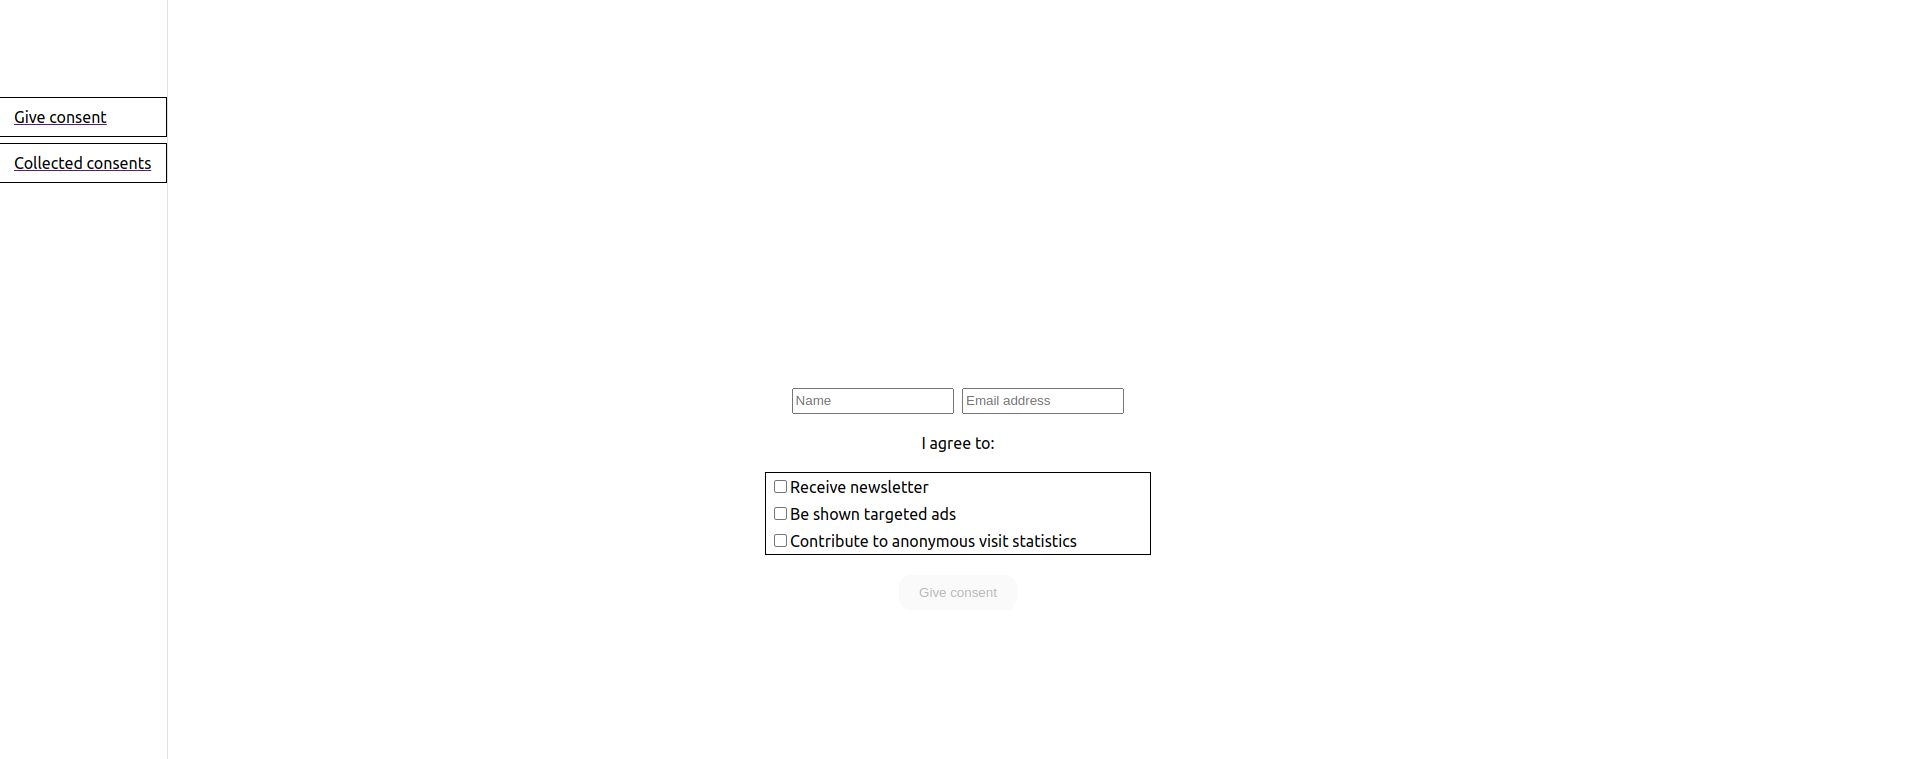 Give consent
Collected consents
Name Email address
I agree to:
Receive newsletter
Be shown targeted ads
Contribute to anonymous visit statistics
Give consent